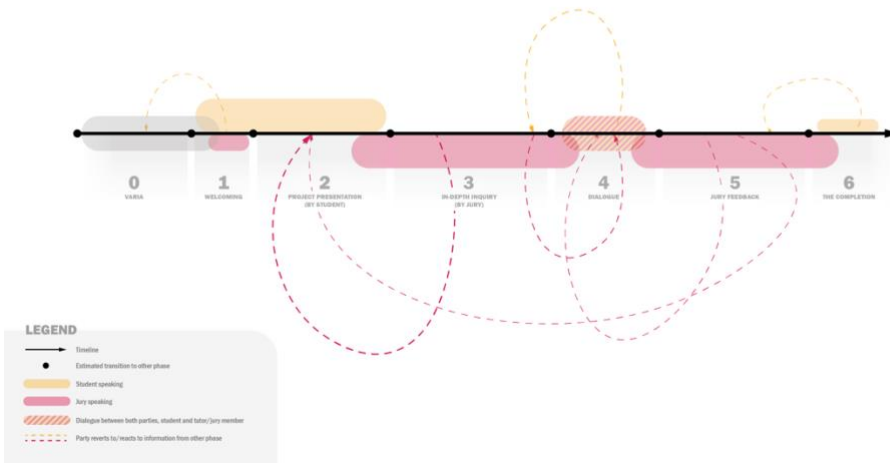 0
VARIA
1
WELCOMING
2
PROJECT PRESENTATION
(BY STUDENT)
3
IN-DEPTH INQUIRY
(BY JURY)
4
DIALOGUE
5
JURY FEEDBACK
6
THE COMPLETION
LEGEND
Timeline
Estimated transition to other phase
Student speaking
Jury speaking
Dialogue between both parties, student and tutor/jury member
Party reverts to/reacts to information from other phase